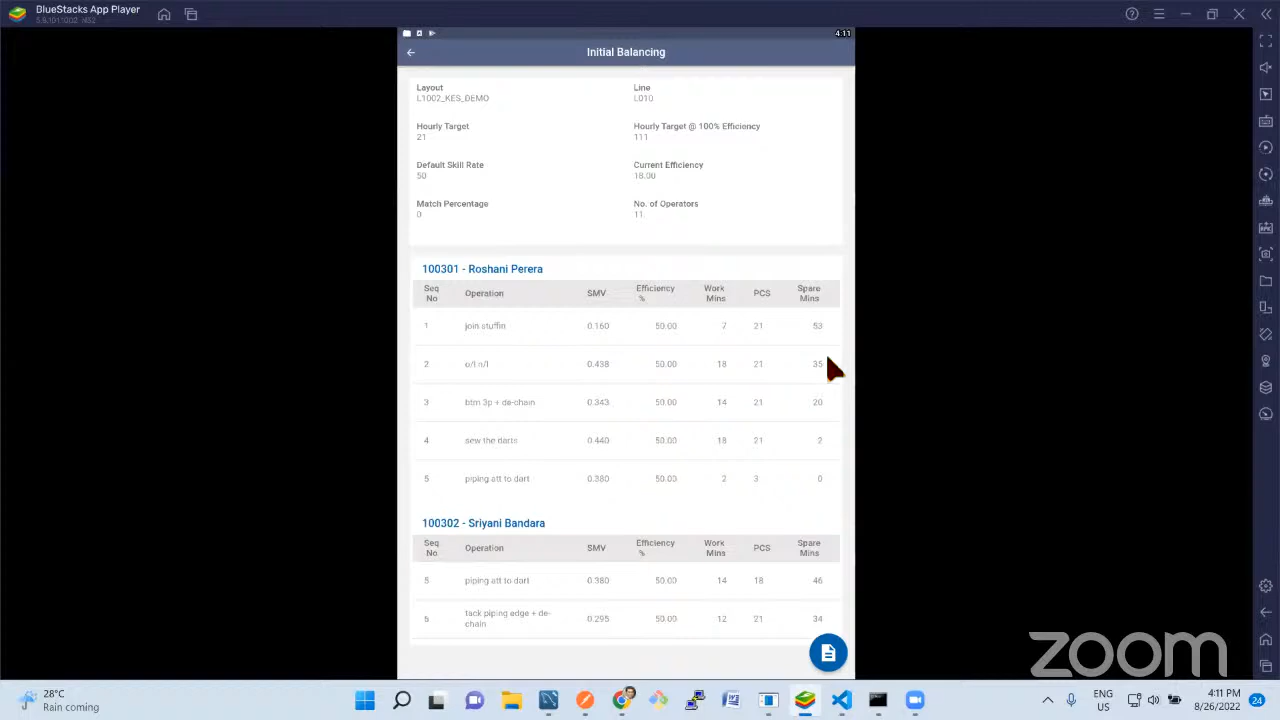 BlueStacks App Player
4:11
Initial Balancing
Layout
L1002_KES_DEMO
Line
L010
Hourly Target
21
Hourly Target @ 100% Efficiency
111
Default Skill Rate
50
Current Efficiency
18.00
Match Percentage
0
No. of Operators
11
100301 - Roshani Perera
Seq No Operation SMV Efficiency % Work Mins PCS Spare Mins
1 join stuffin 0.160 50.00 7 21 53
2 o/l n/l 0.438 50.00 18 21 35
3 btm 3p + de-chain 0.343 50.00 14 21 20
4 sew the darts 0.440 50.00 18 21 2
5 piping att to dart 0.380 50.00 2 3 0
100302 - Sriyani Bandara
Seq No Operation SMV Efficiency % Work Mins PCS Spare Mins
5 piping att to dart 0.380 50.00 14 18 46
6 tack piping edge + de-chain 0.295 50.00 12 21 34
zoom
28°C
Rain coming
ENG
US
4:11 PM
8/26/2022
24